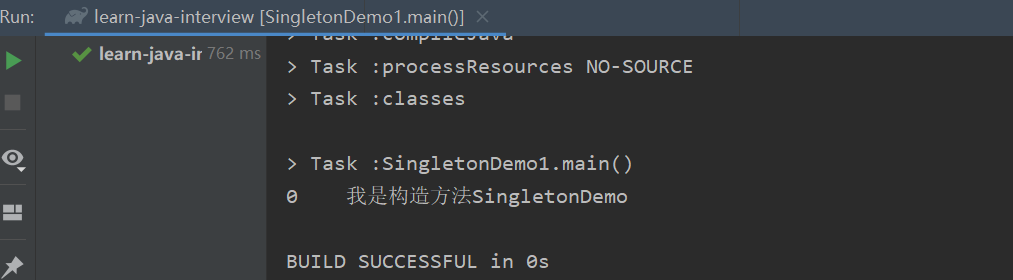 Run: learn-java-interview [SingletonDemo1.main()] ×
learn-java-ir 762 ms
> Task :compileJava
> Task :processResources NO-SOURCE
> Task :classes
> Task :SingletonDemo1.main()
0 我是构造方法SingletonDemo
BUILD SUCCESSFUL in 0s